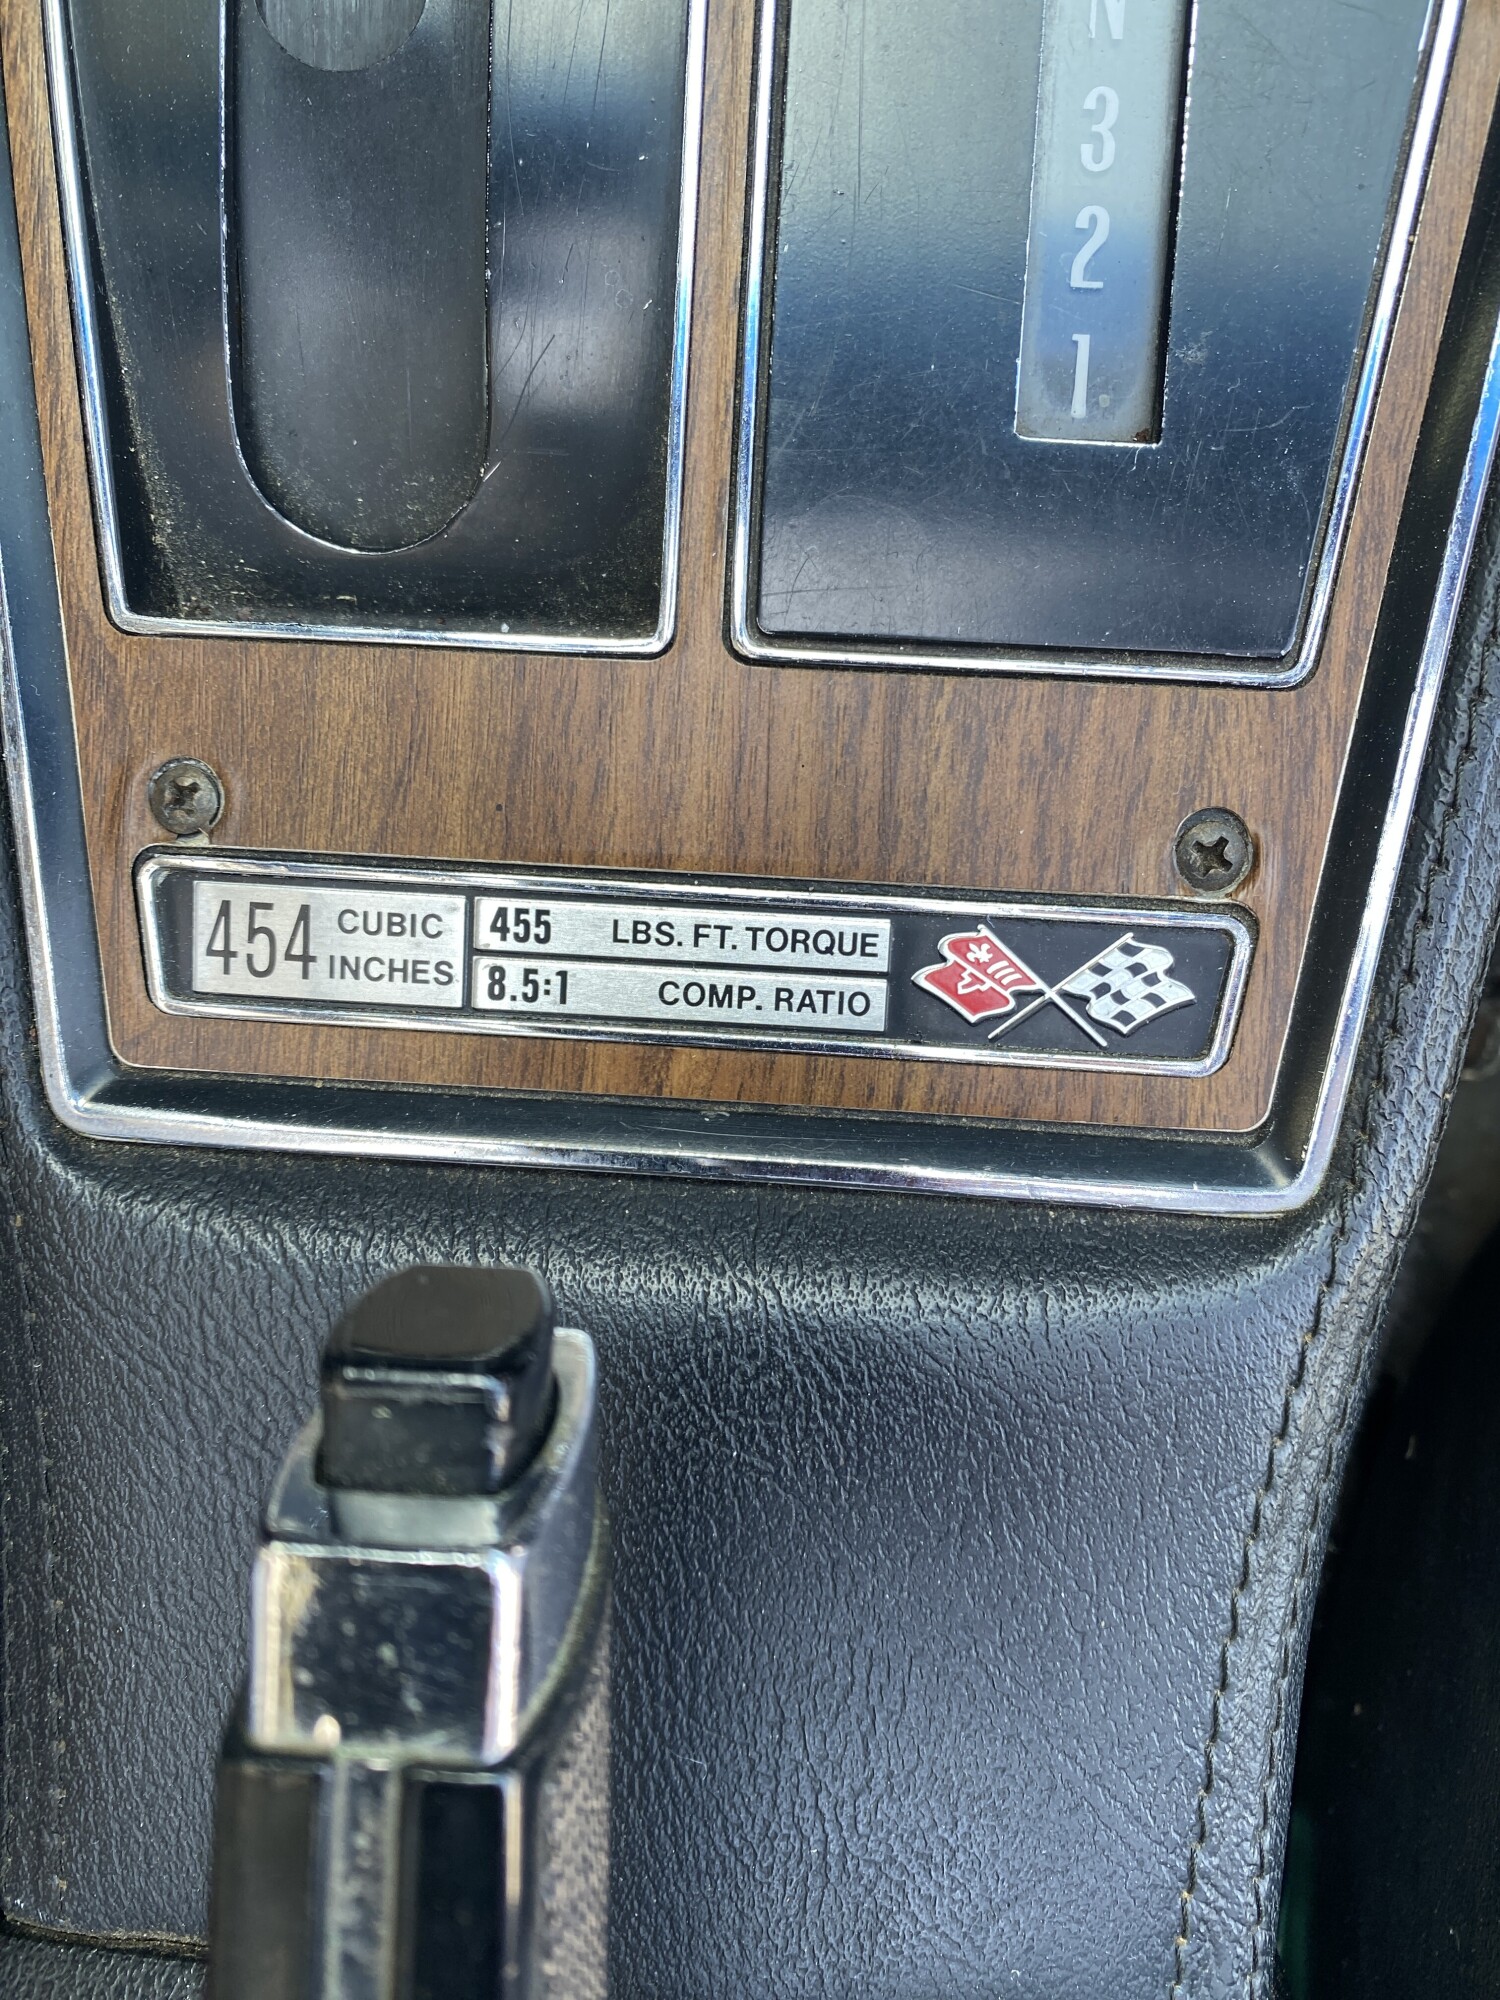 N
3
2
1
454 CUBIC INCHES
455 LBS. FT. TORQUE
8.5:1 COMP. RATIO